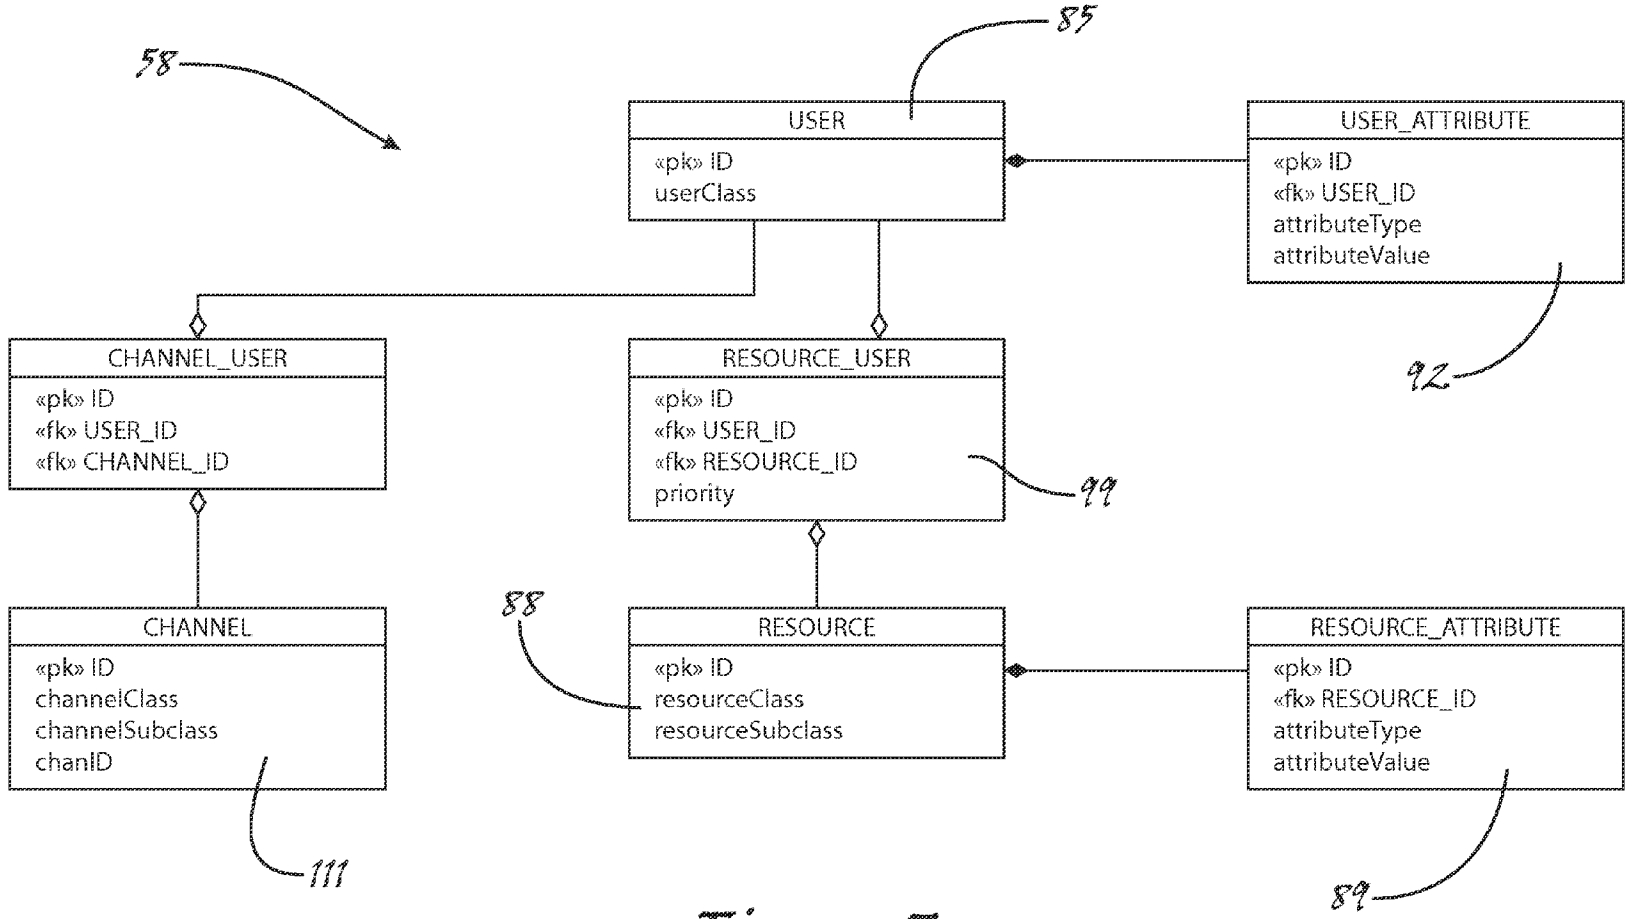 85
58
USER
«pk» ID
userClass
USER_ATTRIBUTE
«pk» ID
«fk» USER_ID
attributeType
attributeValue
92
CHANNEL_USER
«pk» ID
«fk» USER_ID
«fk» CHANNEL_ID
RESOURCE_USER
«pk» ID
«fk» USER_ID
«fk» RESOURCE_ID
priority
99
88
CHANNEL
«pk» ID
channelClass
channelSubclass
chanID
111
RESOURCE
«pk» ID
resourceClass
resourceSubclass
RESOURCE_ATTRIBUTE
«pk» ID
«fk» RESOURCE_ID
attributeType
attributeValue
89